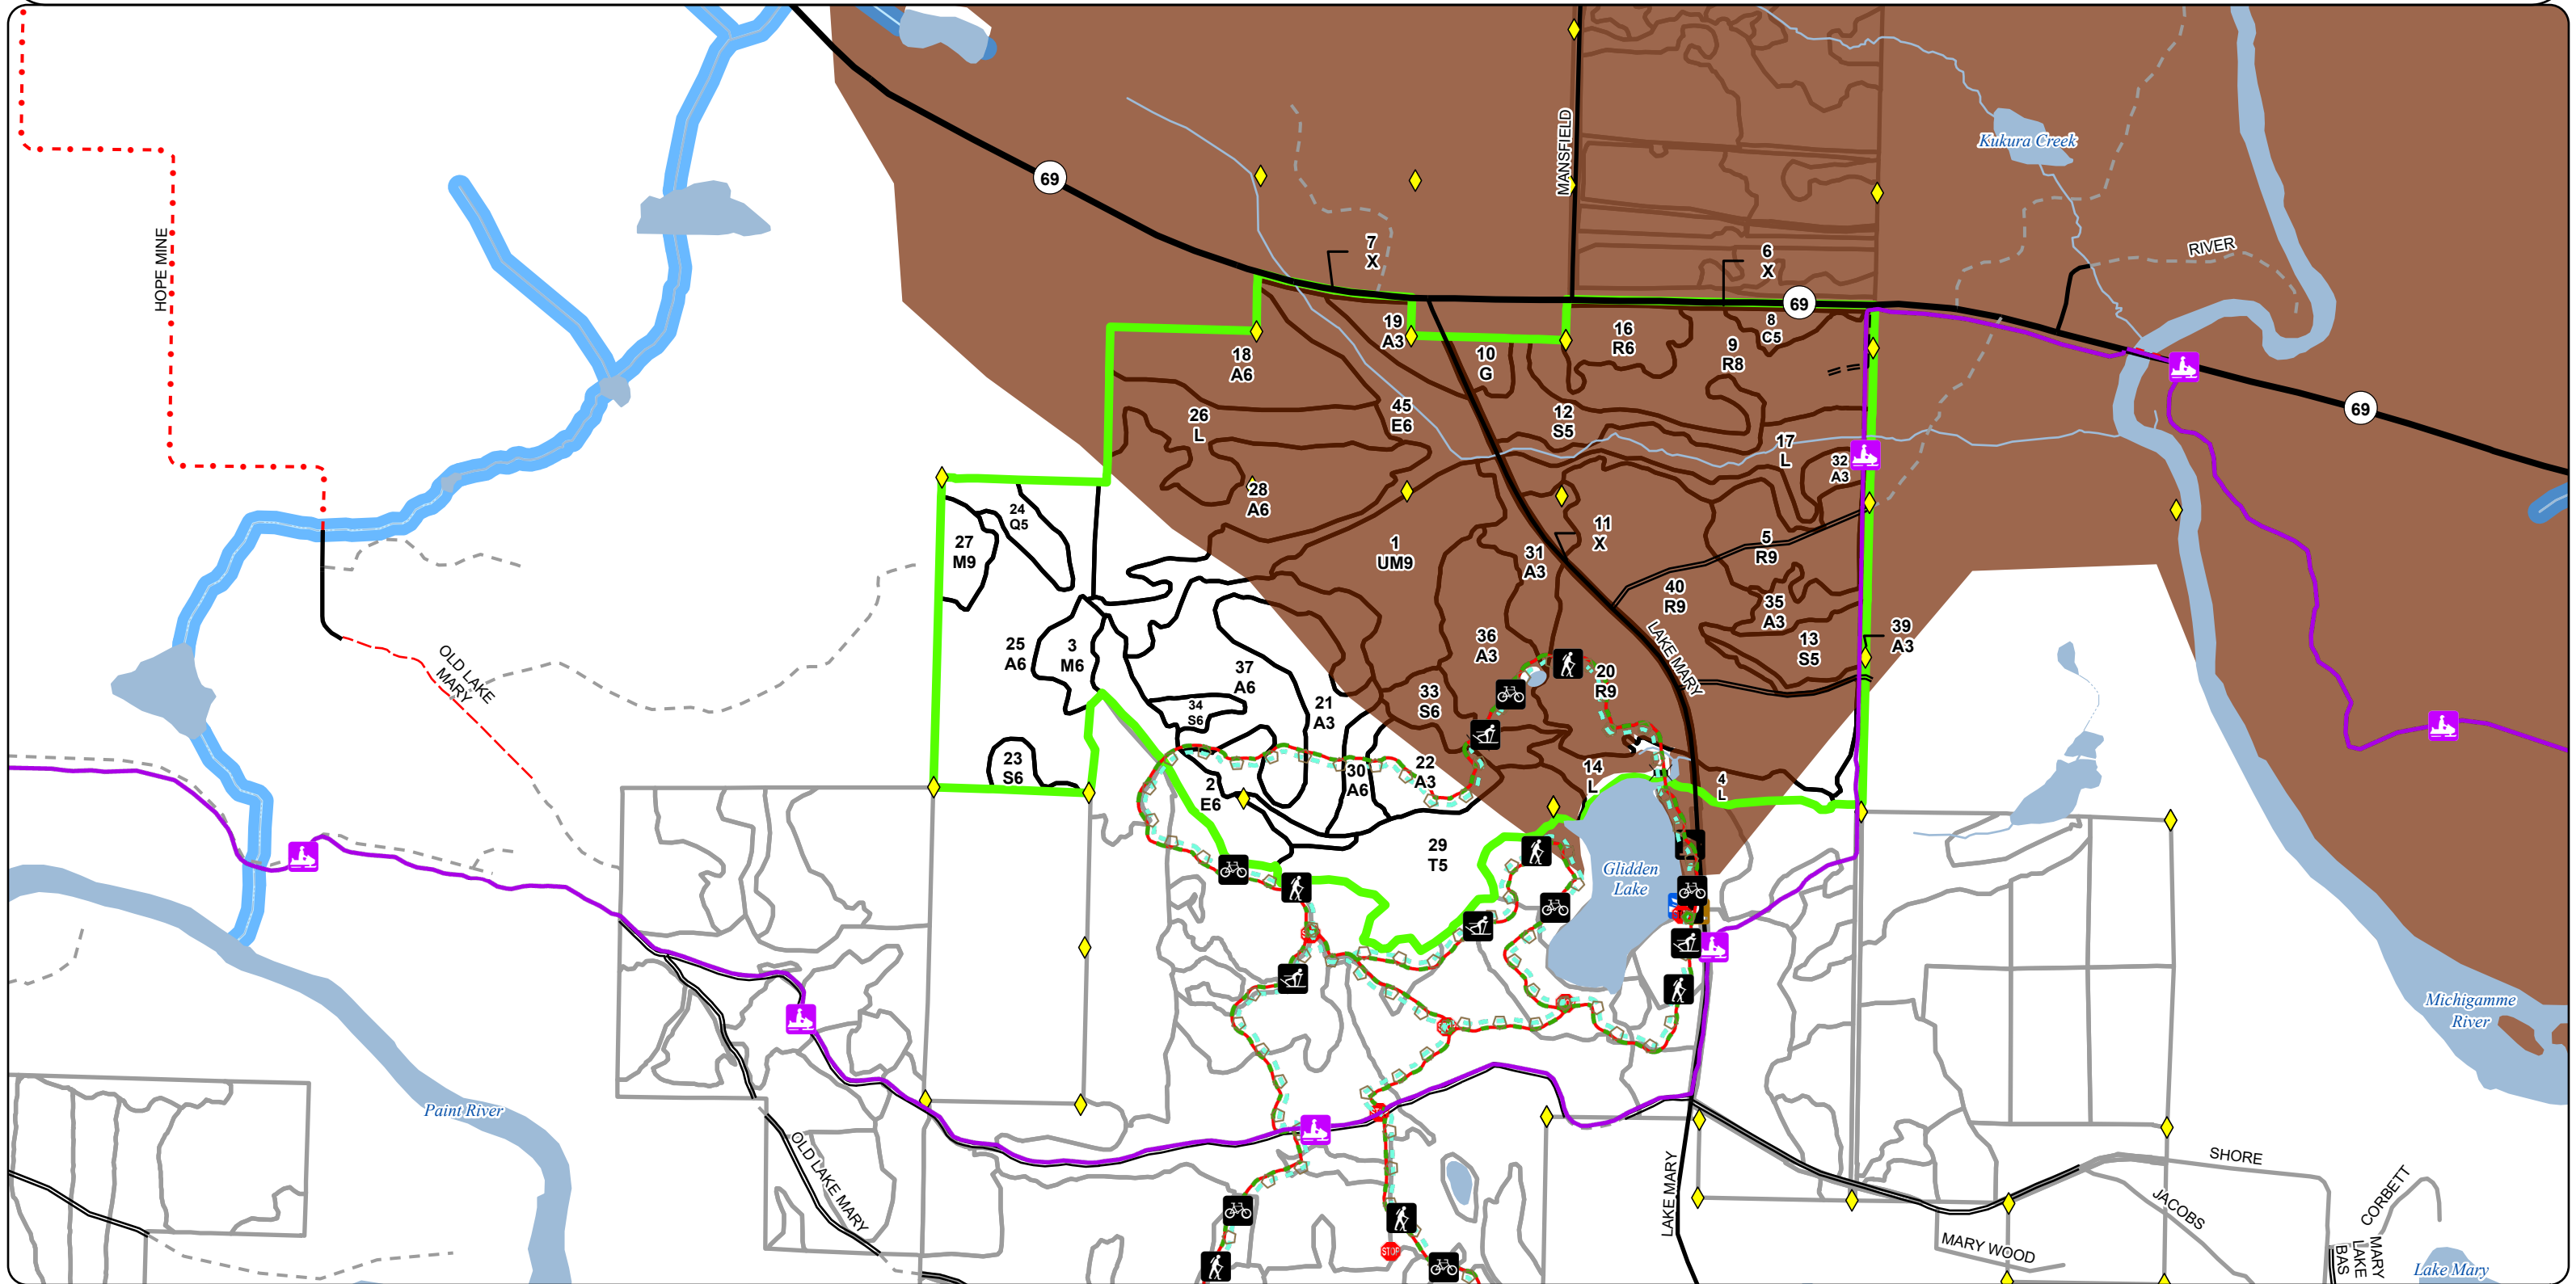 Kukura Creek
MANSFIELD
69
RIVER
HOPE MINE
7
X
6
X
69
69
19
A3
8
C5
16
R6
9
R8
10
G
18
A6
45
E6
26
L
12
S5
17
L
32
A3
28
A6
24
Q5
27
M9
1
UM9
11
X
31
A3
5
R9
40
R9
35
A3
13
S5
39
A3
LAKE MARY
25
A6
3
M6
37
A6
36
A3
20
R9
OLD LAKE
MARY
34
S6
21
A3
33
S6
23
S6
2
E6
30
A6
22
A3
14
L
4
L
29
T5
Glidden
Lake
Michigamme
River
Paint River
OLD LAKE MARY
LAKE MARY
SHORE
JACOBS
CORBETT
MARY WOOD
MARY
LAKE
BAS
Lake Mary
STOP